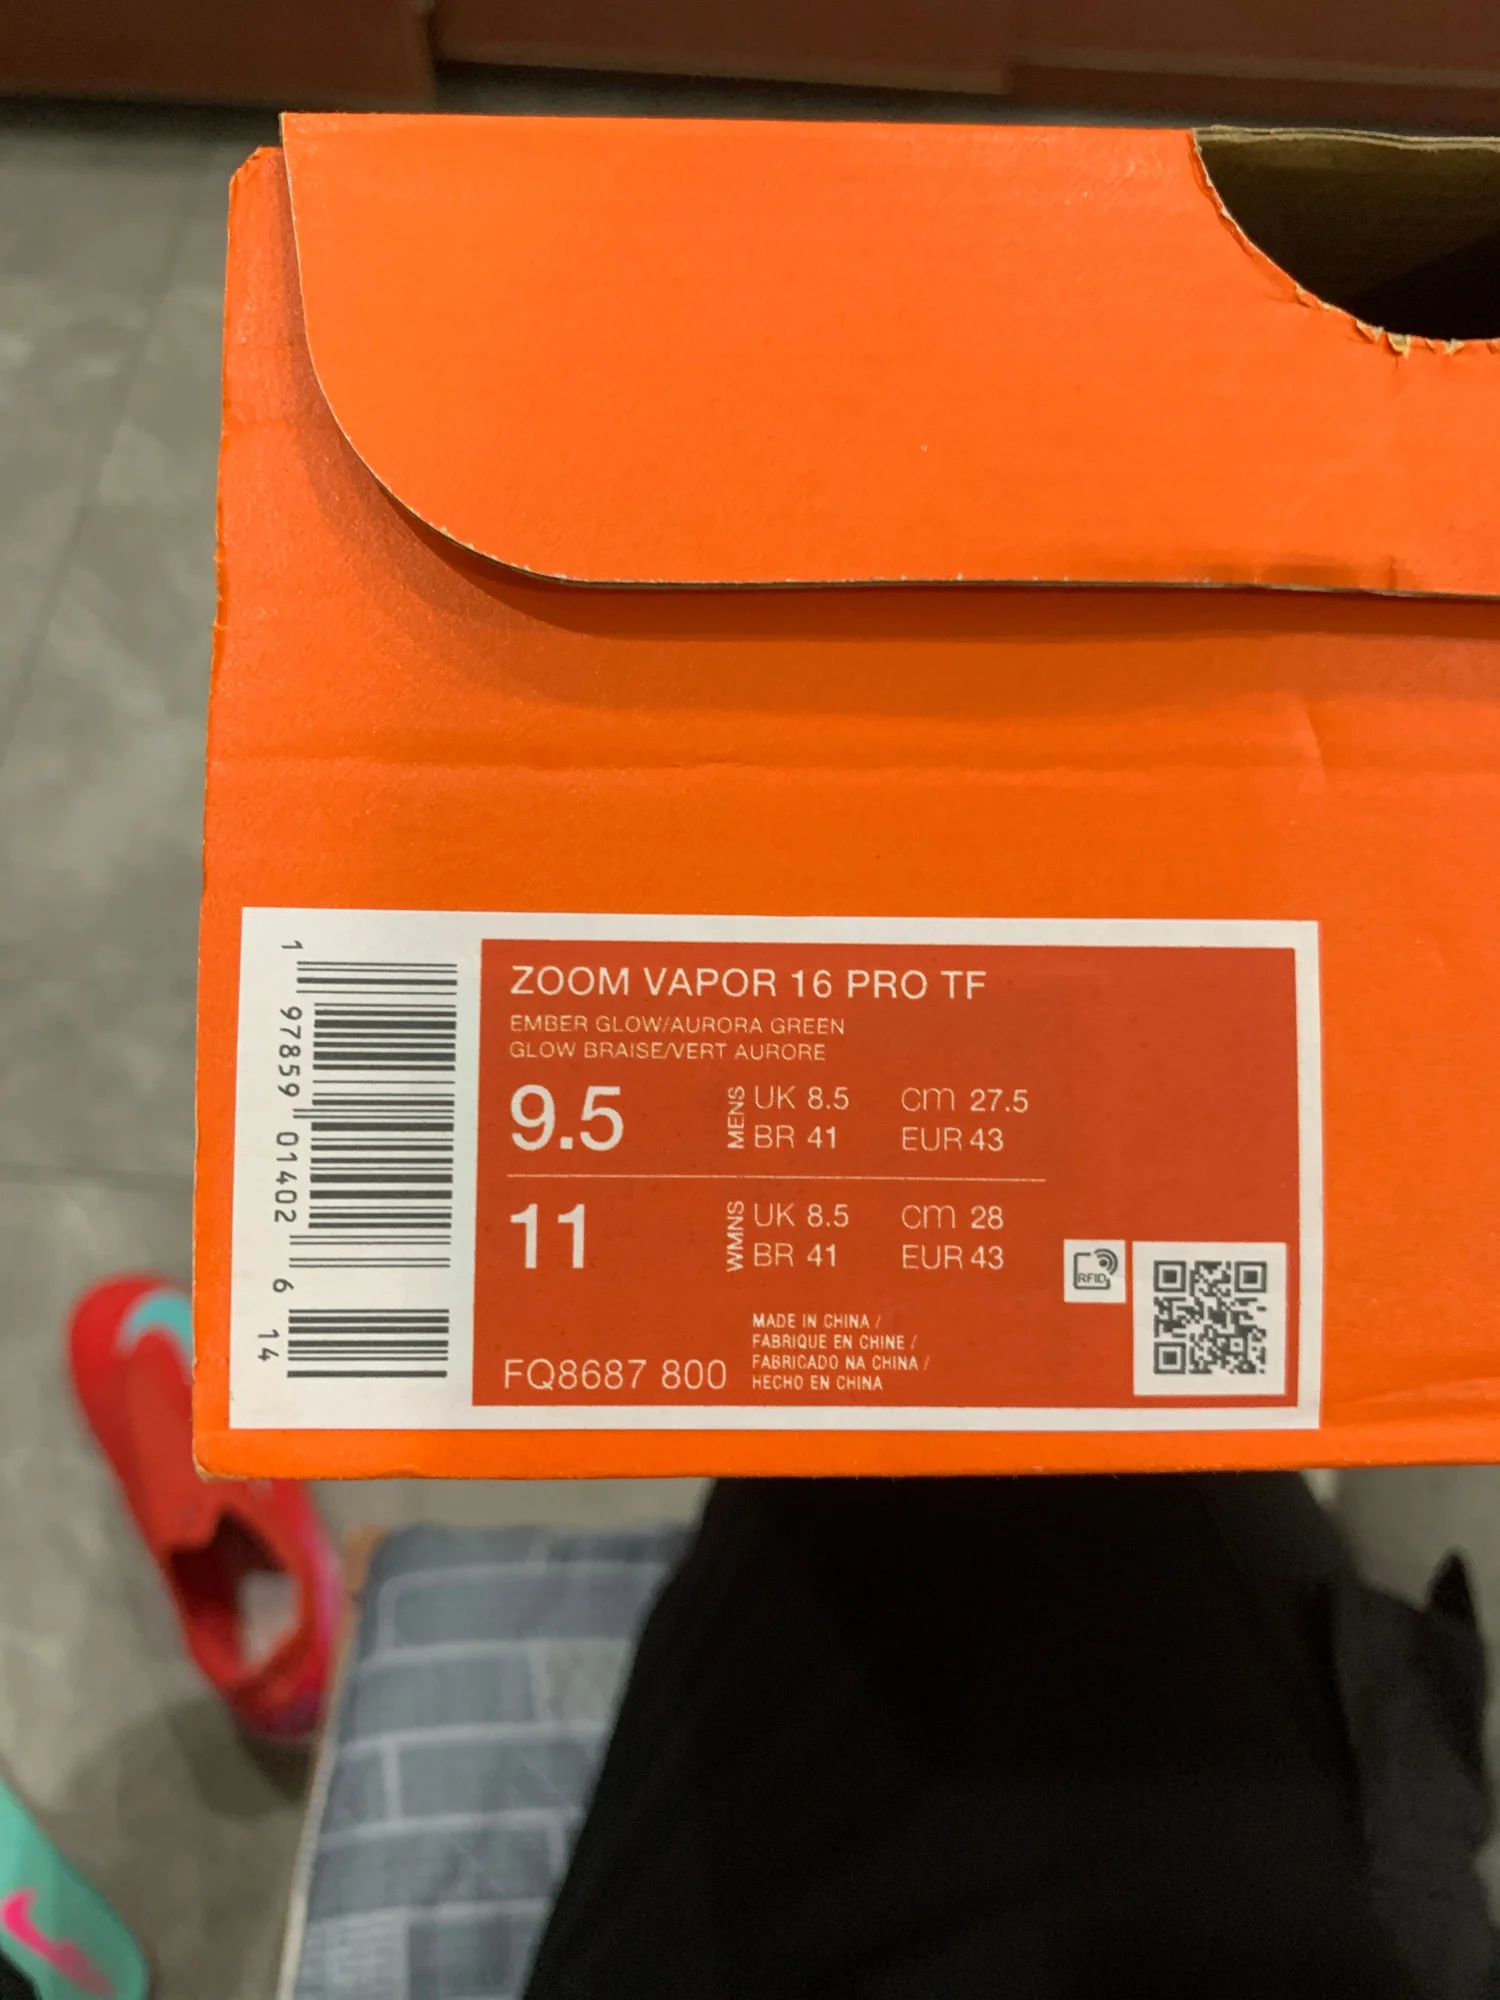 ZOOM VAPOR 16 PRO TF
EMBER GLOW/AURORA GREEN
GLOW BRAISE/VERT AURORE
9.5 MENS UK 8.5 cm 27.5
BR 41 EUR 43
11 WMNS UK 8.5 cm 28
BR 41 EUR 43
FQ8687 800
MADE IN CHINA /
FABRIQUE EN CHINE /
FABRICADO NA CHINA /
HECHO EN CHINA
RFID
1 97859 01402 6 14